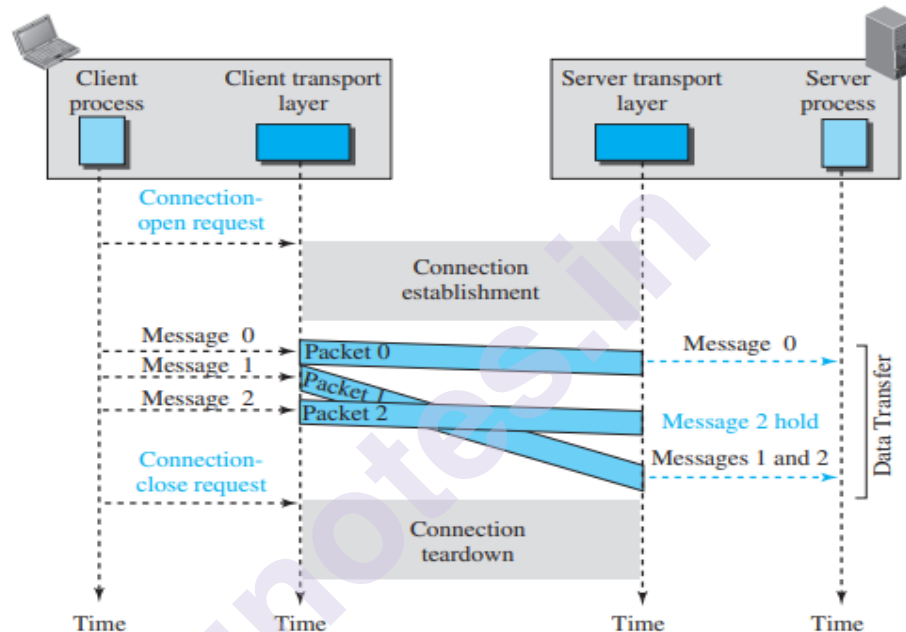 Client
process
Client transport
layer
Server transport
layer
Server
process
Connection-
open request
Connection
establishment
Message 0
Packet 0
Message 0
Message 1
Packet 1
Message 2
Packet 2
Message 2 hold
Messages 1 and 2
Data Transfer
Connection-
close request
Connection
teardown
Time
Time
Time
Time
notes.in